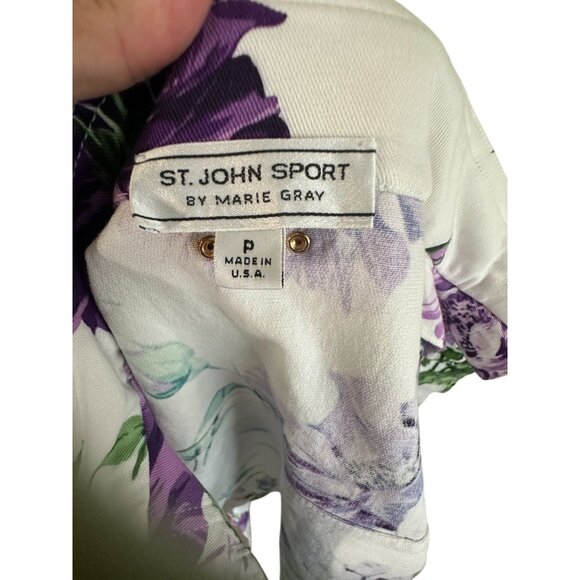 ST. JOHN SPORT
BY MARIE GRAY
P
MADE IN
U.S.A.